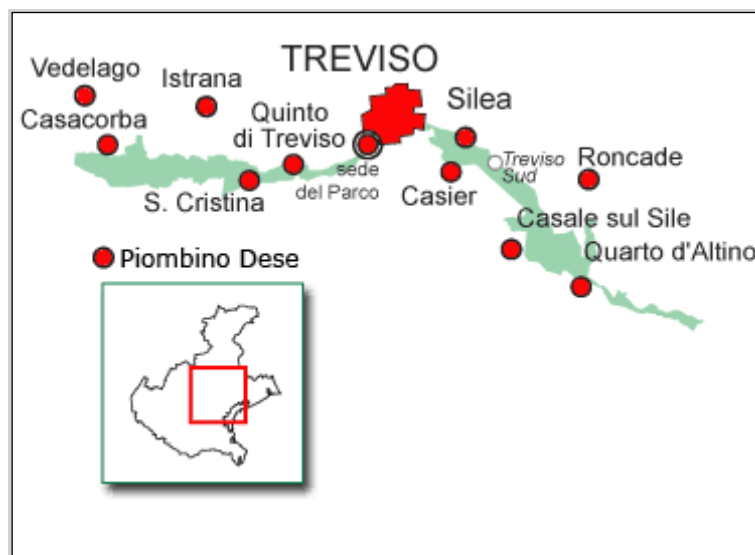 TREVISO
Vedelago
Istrana
Casacorba
Quinto
di Treviso
Silea
sede
del Parco
Treviso
Sud
Roncade
S. Cristina
Casier
Casale sul Sile
Quarto d'Altino
Piombino Dese